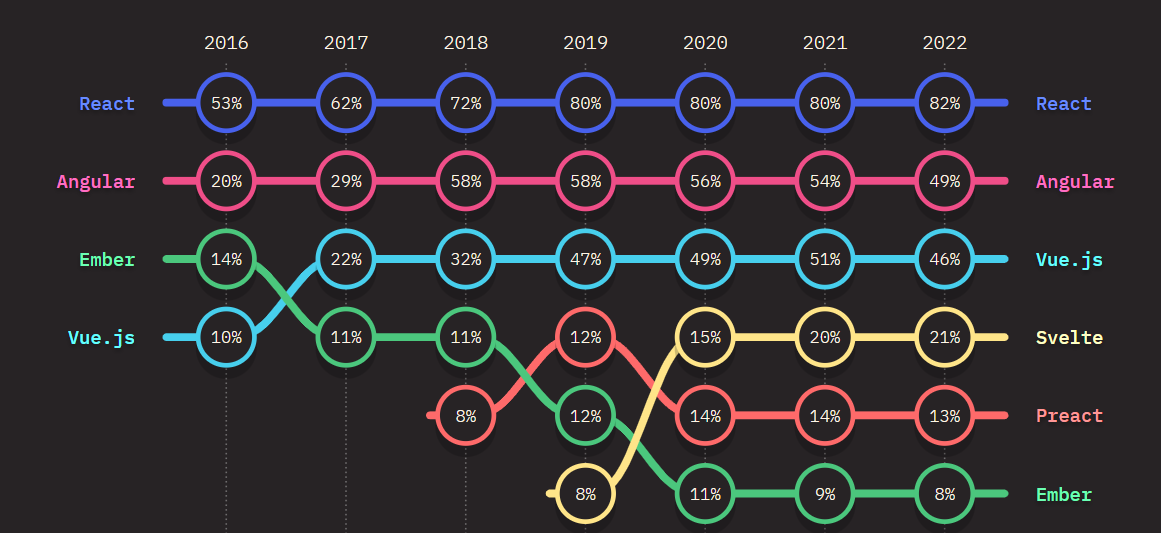 2016 2017 2018 2019 2020 2021 2022
React 53% 62% 72% 80% 80% 80% 82% React
Angular 20% 29% 58% 58% 56% 54% 49% Angular
Ember 14% 22% 32% 47% 49% 51% 46% Vue.js
Vue.js 10% 11% 11% 12% 15% 20% 21% Svelte
8% 12% 14% 14% 13% Preact
8% 11% 9% 8% Ember